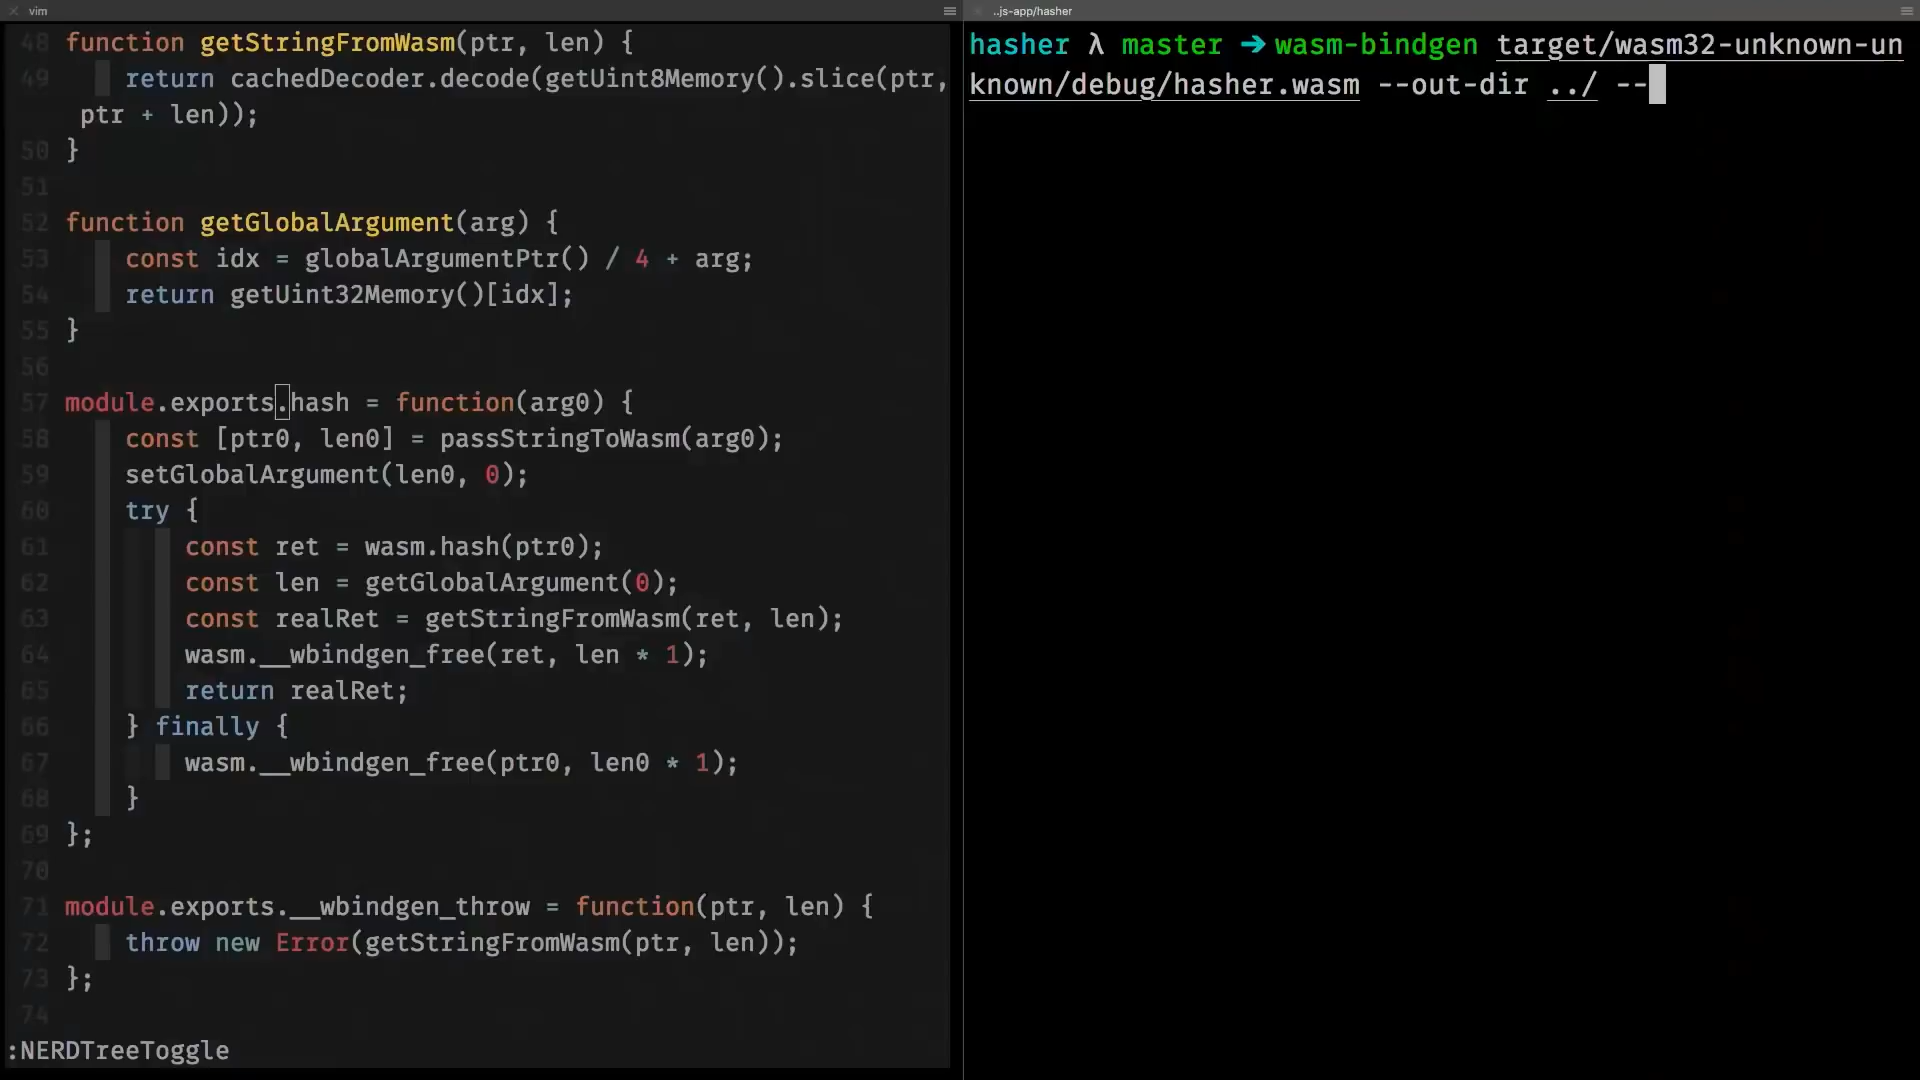 vim
48 function getStringFromWasm(ptr, len) {
49     return cachedDecoder.decode(getUint8Memory().slice(ptr,
 ptr + len));
50 }
51
52 function getGlobalArgument(arg) {
53     const idx = globalArgumentPtr() / 4 + arg;
54     return getUint32Memory()[idx];
55 }
56
57 module.exports.hash = function(arg0) {
58     const [ptr0, len0] = passStringToWasm(arg0);
59     setGlobalArgument(len0, 0);
60     try {
61         const ret = wasm.hash(ptr0);
62         const len = getGlobalArgument(0);
63         const realRet = getStringFromWasm(ret, len);
64         wasm.__wbindgen_free(ret, len * 1);
65         return realRet;
66     } finally {
67         wasm.__wbindgen_free(ptr0, len0 * 1);
68     }
69 };
70
71 module.exports.__wbindgen_throw = function(ptr, len) {
72     throw new Error(getStringFromWasm(ptr, len));
73 };
74
:NERDTreeToggle
..js-app/hasher
hasher λ master ➜ wasm-bindgen target/wasm32-unknown-un
known/debug/hasher.wasm --out-dir ../ --